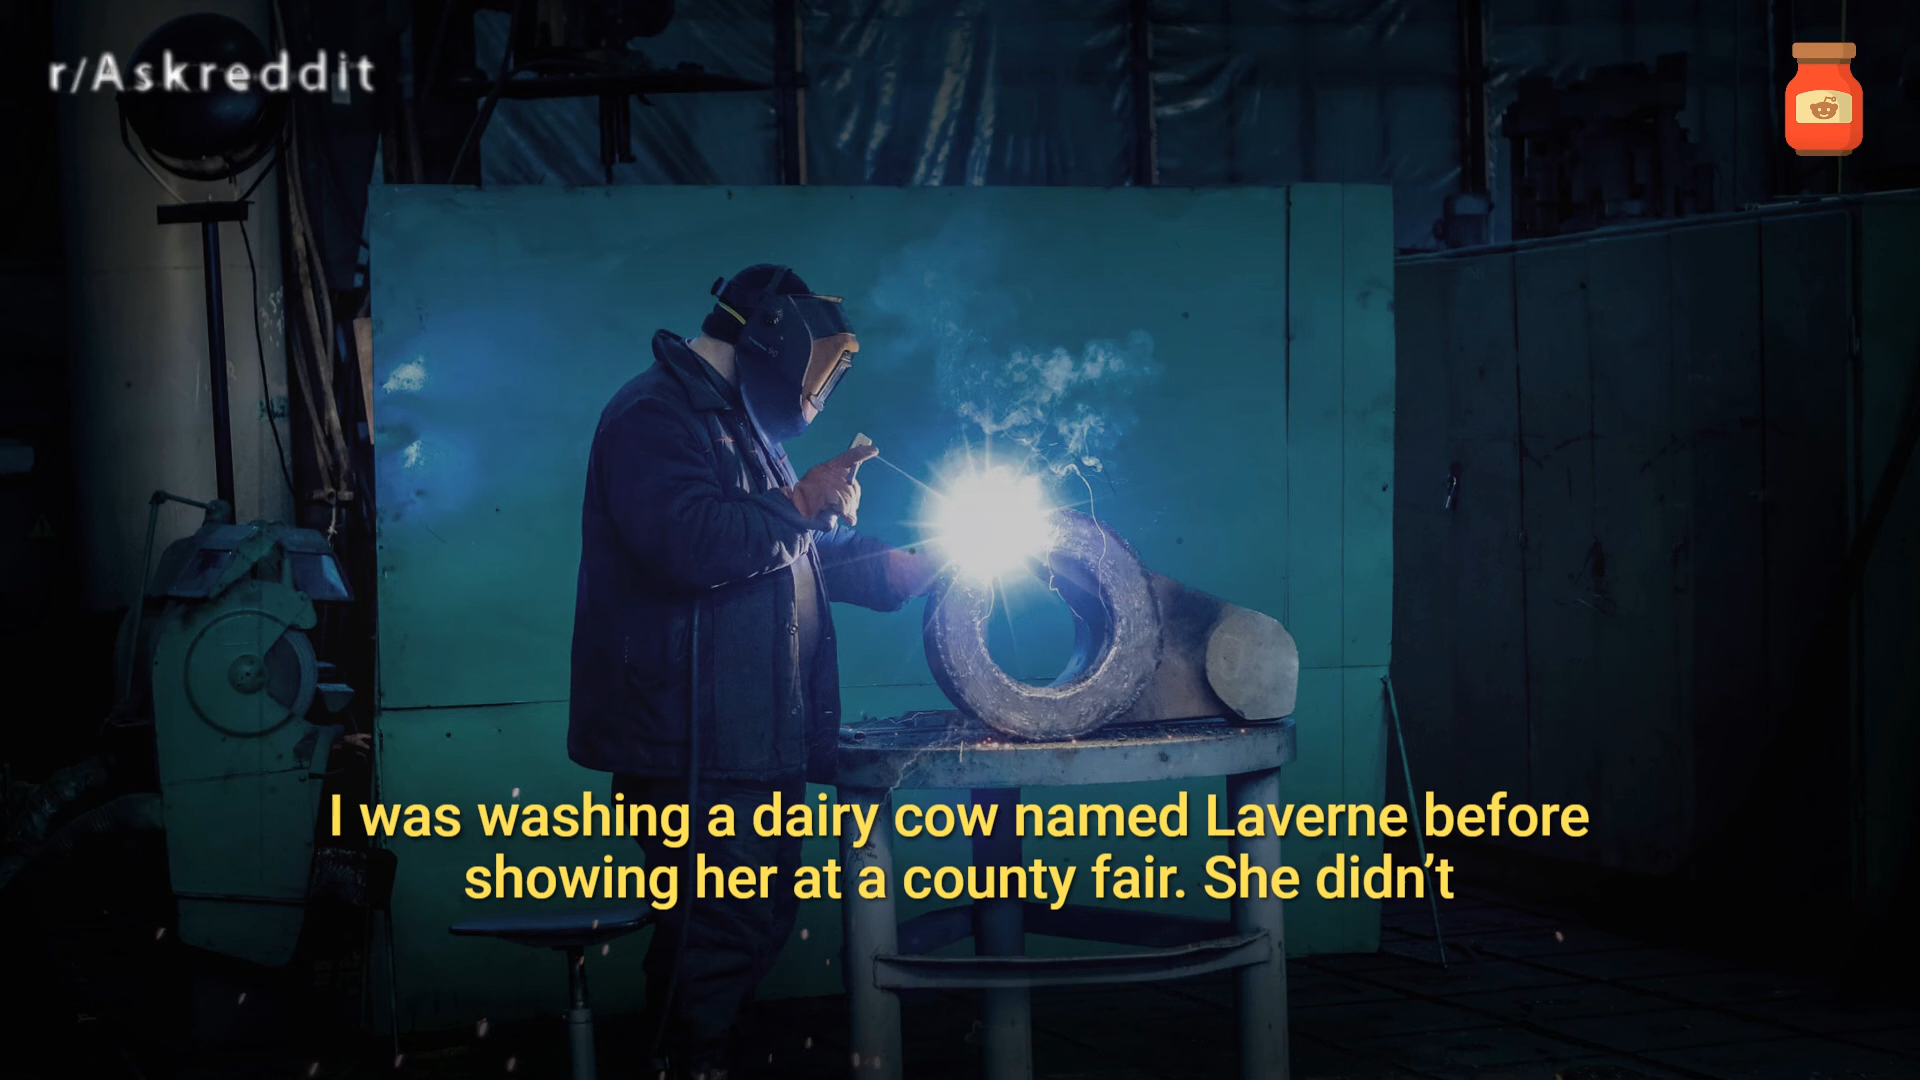 r/Askreddit
I was washing a dairy cow named Laverne before
showing her at a county fair. She didn’t